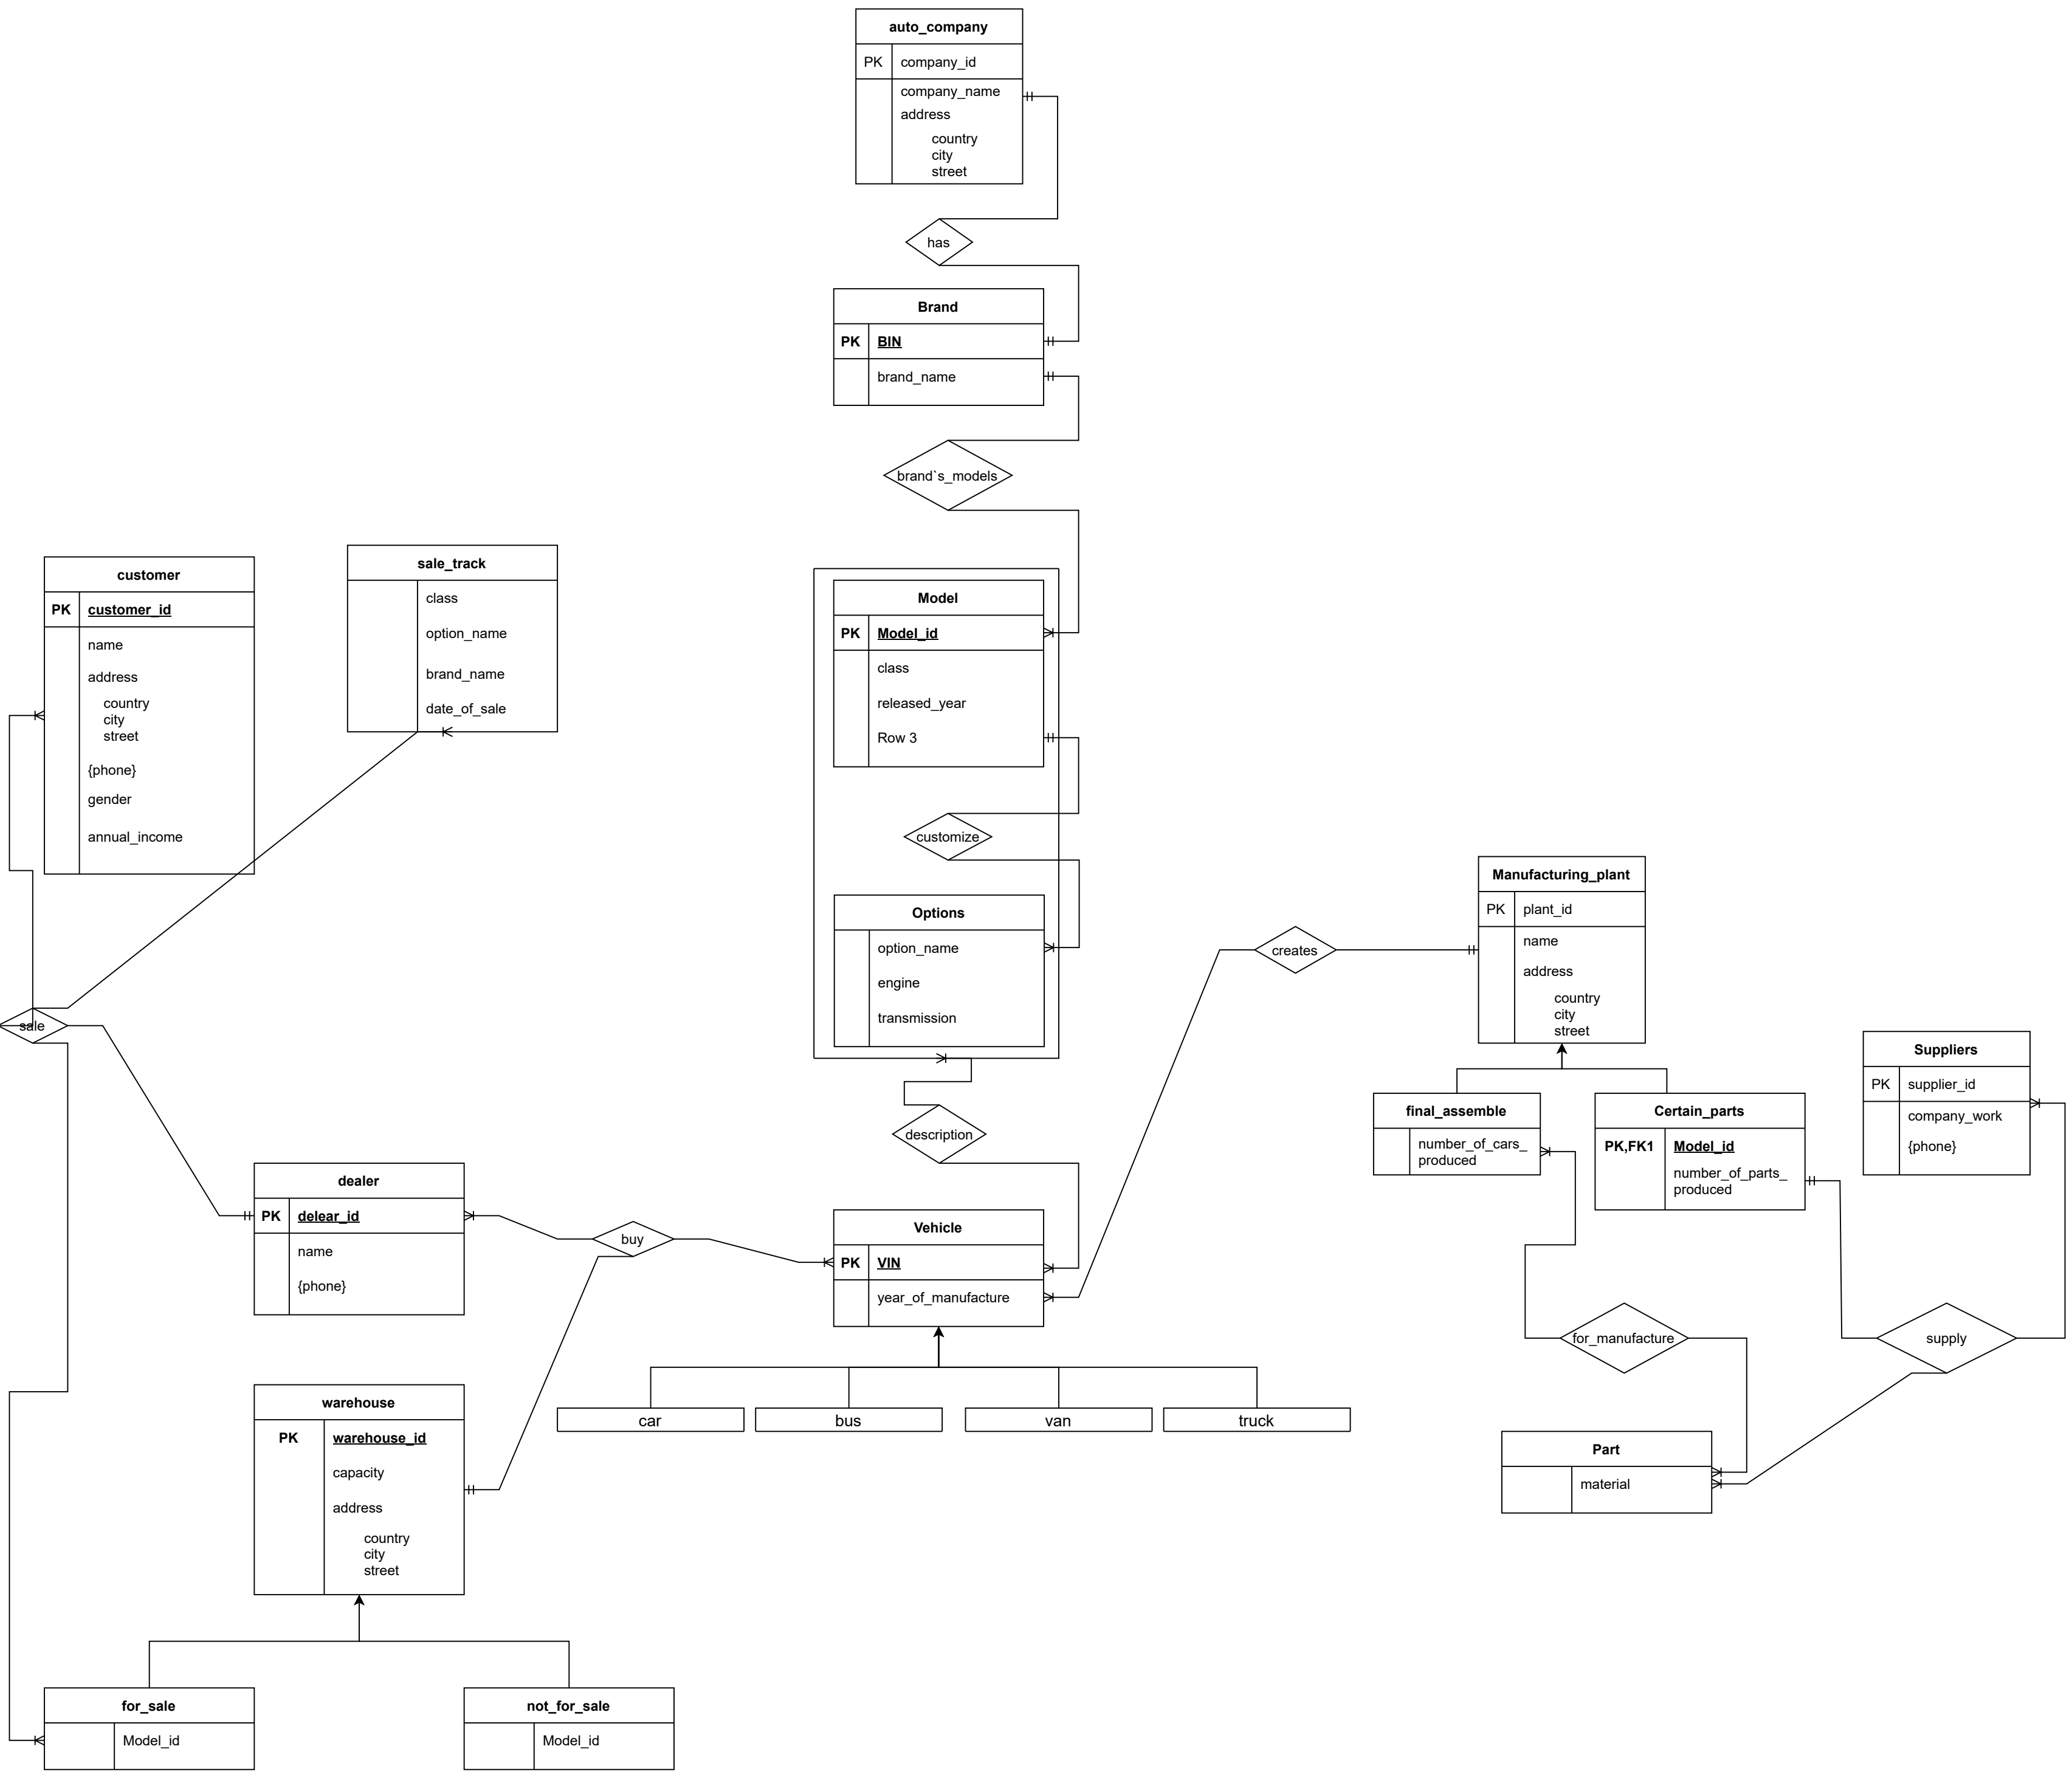 auto_company
PK company_id
company_name
address
country
city
street
has
Brand
PK BIN
brand_name
brand`s_models
customer
PK customer_id
name
address
country
city
street
{phone}
gender
annual_income
sale_track
class
option_name
brand_name
date_of_sale
Model
PK Model_id
class
released_year
Row 3
customize
Options
option_name
engine
transmission
creates
Manufacturing_plant
PK plant_id
name
address
country
city
street
sale
description
final_assemble
number_of_cars_
produced
Certain_parts
PK,FK1 Model_id
number_of_parts_
produced
Suppliers
PK supplier_id
company_work
{phone}
dealer
PK delear_id
name
{phone}
buy
Vehicle
PK VIN
year_of_manufacture
for_manufacture
supply
car
bus
van
truck
warehouse
PK warehouse_id
capacity
address
country
city
street
Part
material
for_sale
Model_id
not_for_sale
Model_id